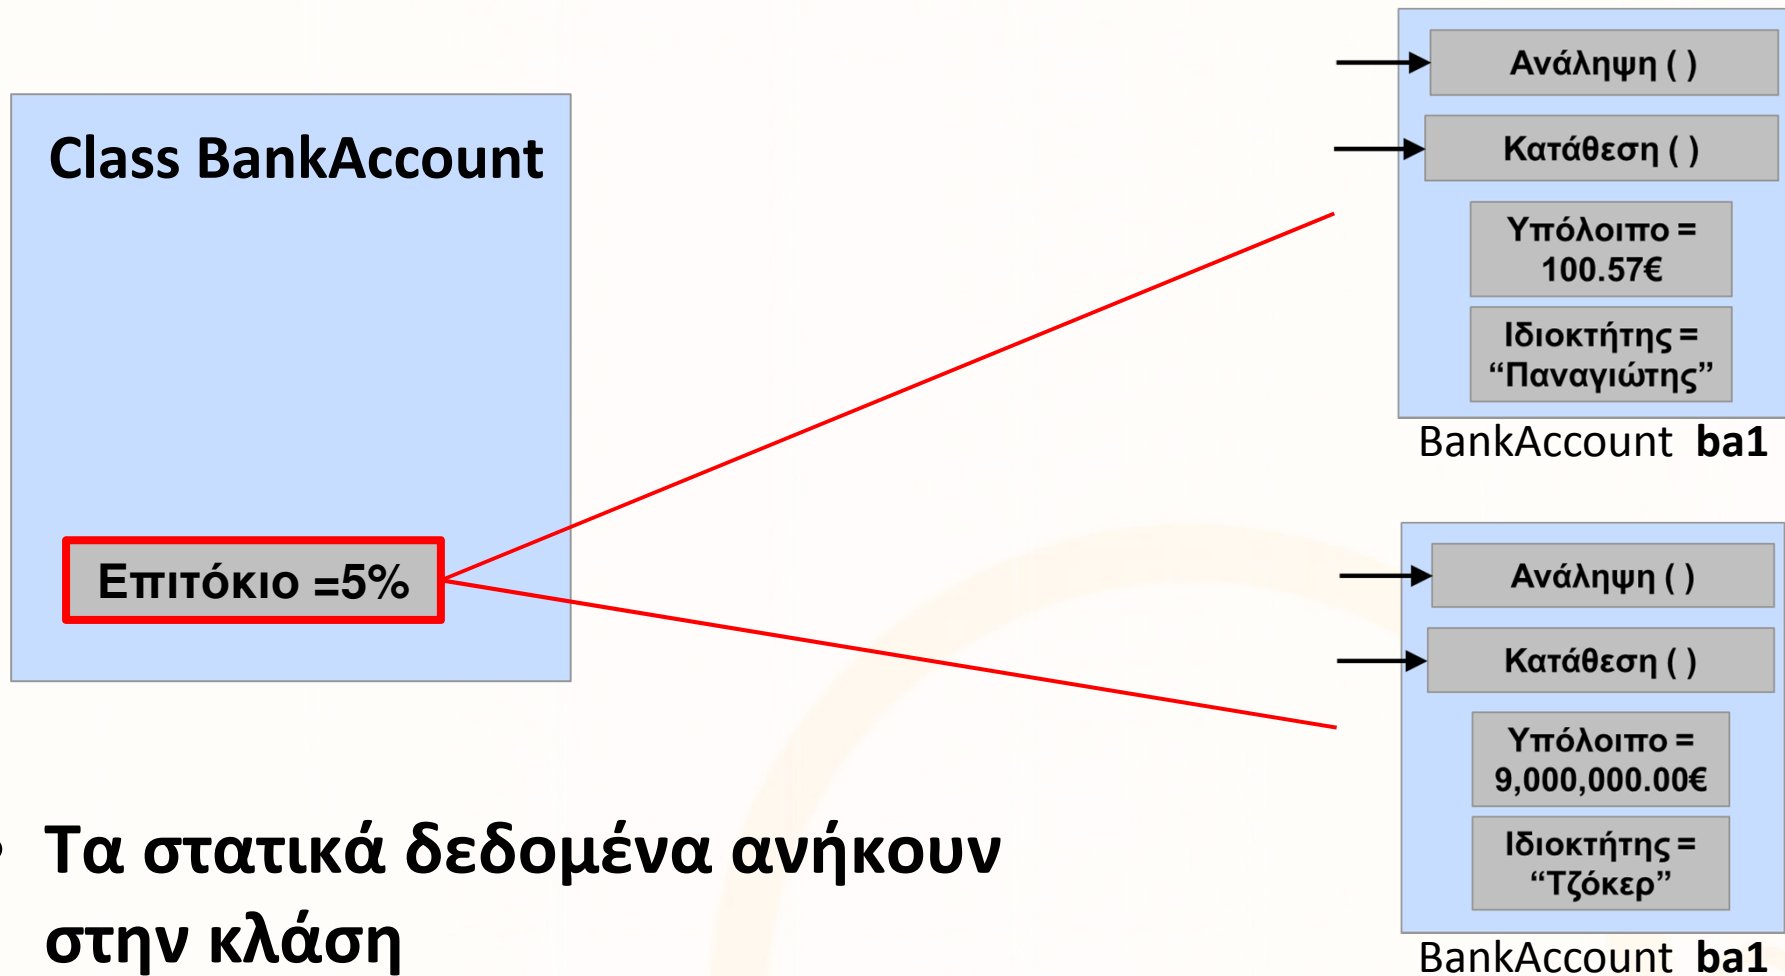 Class BankAccount
Επιτόκιο =5%
• Τα στατικά δεδομένα ανήκουν
στην κλάση
Ανάληψη ( )
Κατάθεση ( )
Υπόλοιπο =
100.57€
Ιδιοκτήτης =
“Παναγιώτης”
BankAccount ba1
Ανάληψη ( )
Κατάθεση ( )
Υπόλοιπο =
9,000,000.00€
Ιδιοκτήτης =
“Τζόκερ”
BankAccount ba1